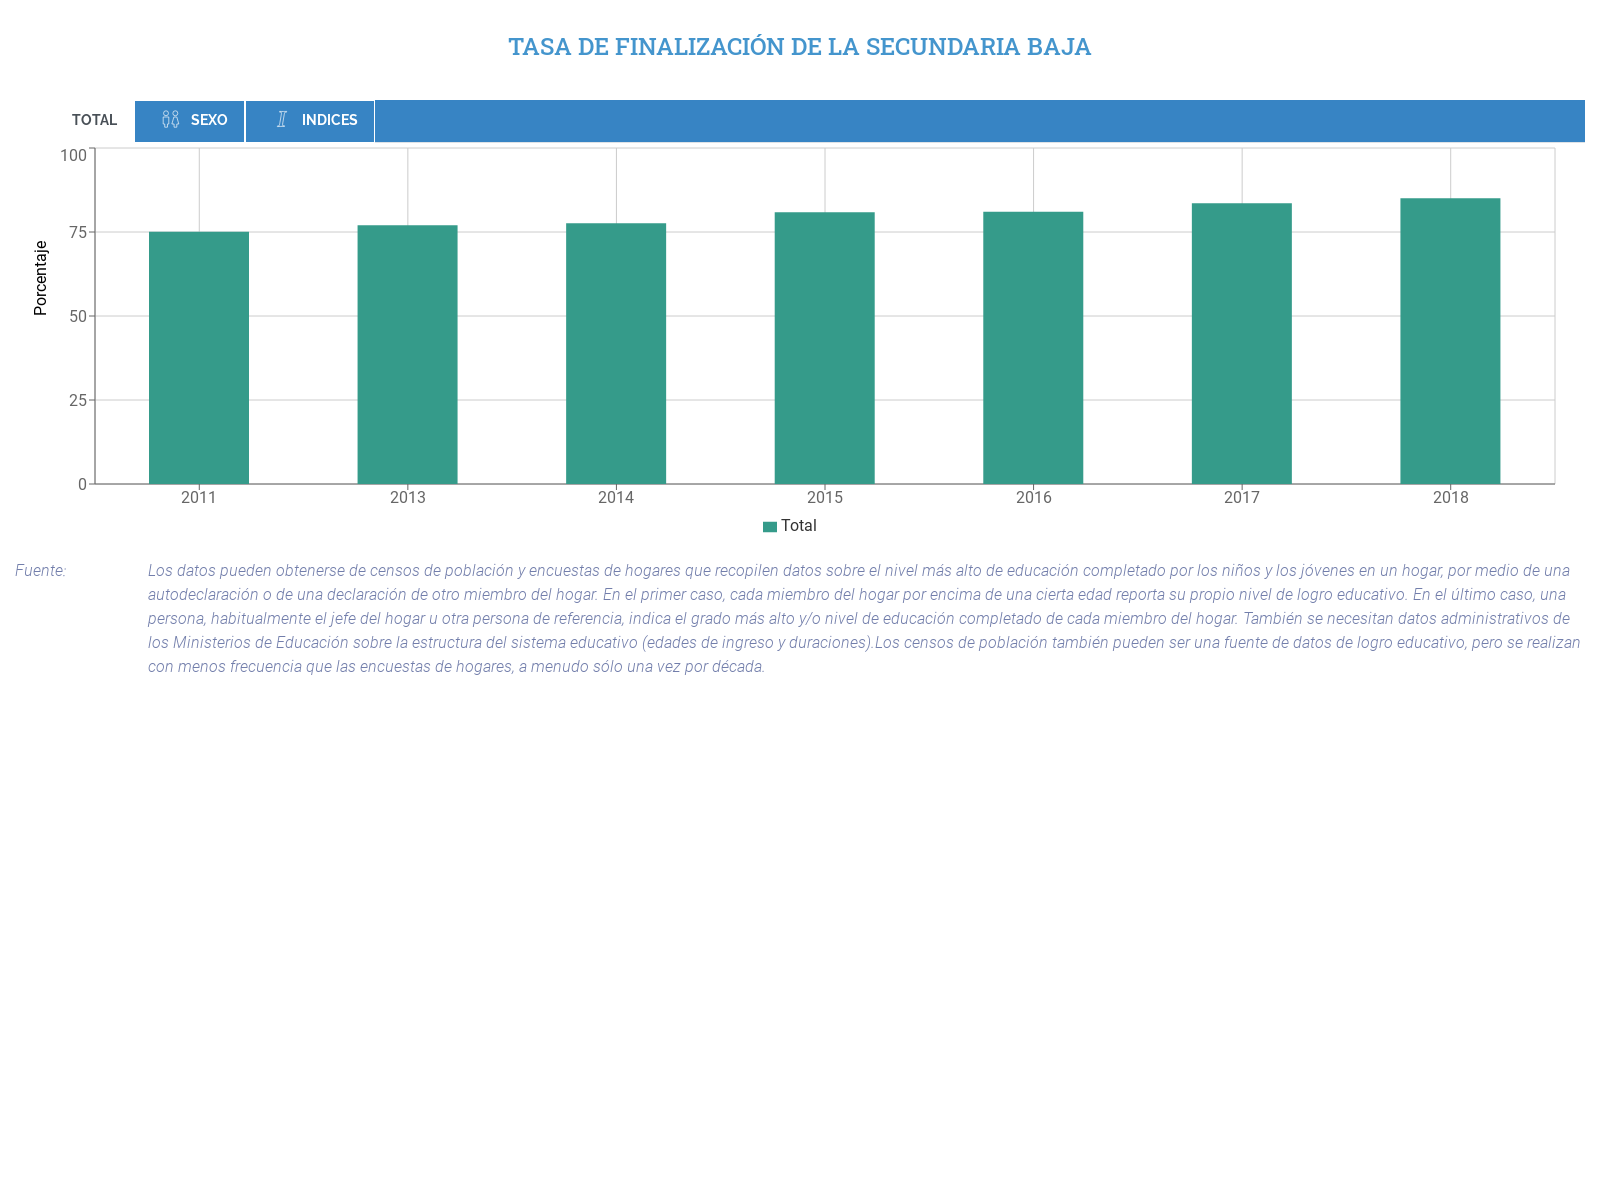 TASA DE FINALIZACIÓN DE LA SECUNDARIA BAJA
TOTAL SEXO INDICES
100
75
50
25
0
Porcentaje
2011 2013 2014 2015 2016 2017 2018
Total
Fuente: Los datos pueden obtenerse de censos de población y encuestas de hogares que recopilen datos sobre el nivel más alto de educación completado por los niños y los jóvenes en un hogar, por medio de una
autodeclaración o de una declaración de otro miembro del hogar. En el primer caso, cada miembro del hogar por encima de una cierta edad reporta su propio nivel de logro educativo. En el último caso, una
persona, habitualmente el jefe del hogar u otra persona de referencia, indica el grado más alto y/o nivel de educación completado de cada miembro del hogar. También se necesitan datos administrativos de
los Ministerios de Educación sobre la estructura del sistema educativo (edades de ingreso y duraciones).Los censos de población también pueden ser una fuente de datos de logro educativo, pero se realizan
con menos frecuencia que las encuestas de hogares, a menudo sólo una vez por década.